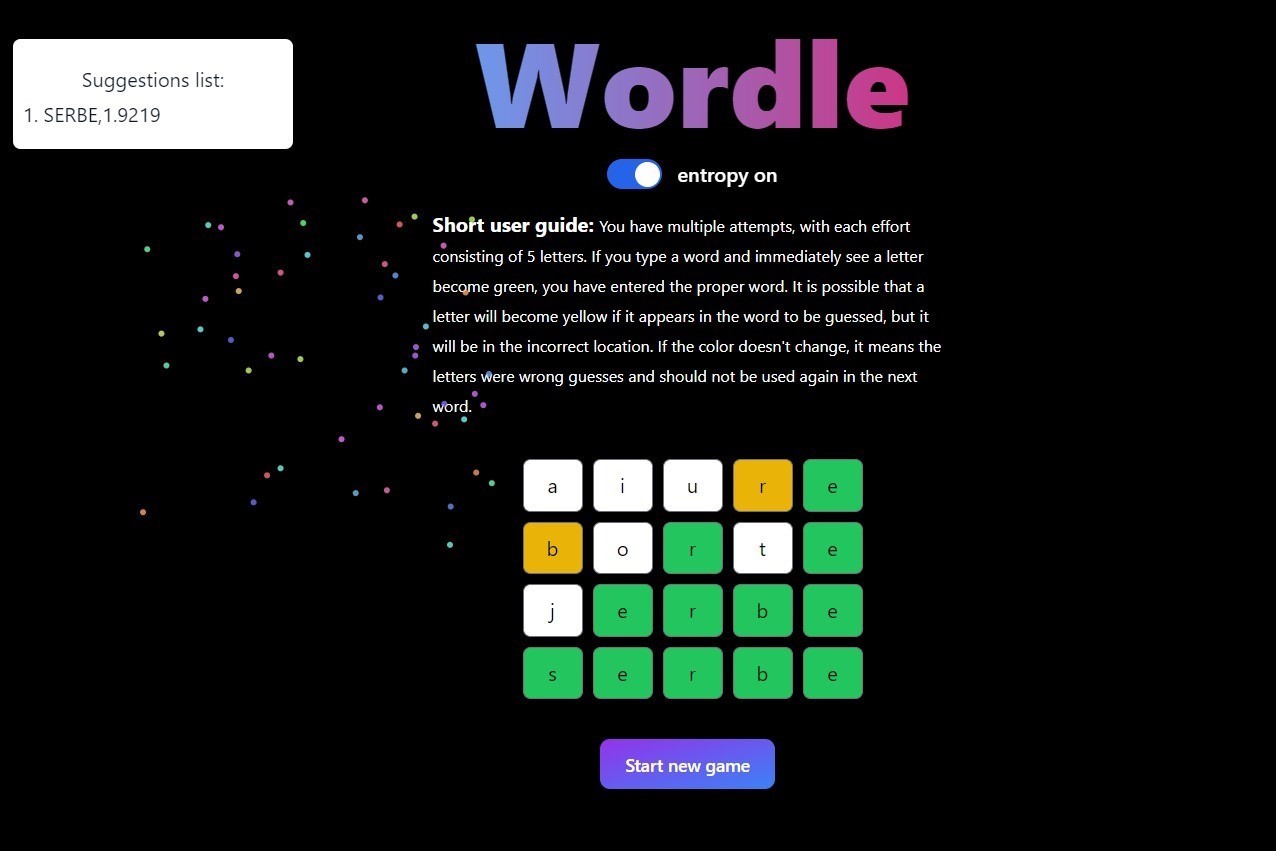 Suggestions list:
1. SERBE,1.9219
Wordle
entropy on
Short user guide: You have multiple attempts, with each effort
consisting of 5 letters. If you type a word and immediately see a letter
become green, you have entered the proper word. It is possible that a
letter will become yellow if it appears in the word to be guessed, but it
will be in the incorrect location. If the color doesn't change, it means the
letters were wrong guesses and should not be used again in the next
word.
a i u r e
b o r t e
j e r b e
s e r b e
Start new game